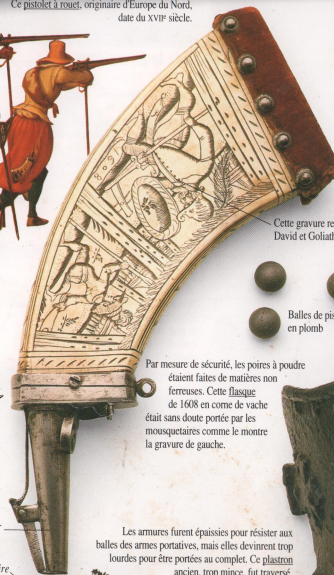 Ce pistolet à rouet, originaire d'Europe du Nord,
date du XVIIe siècle.
Cette gravure re
David et Goliath
Balles de pis
en plomb
Par mesure de sécurité, les poires à poudre
étaient faites de matières non
ferreuses. Cette flasque
de 1608 en corne de vache
était sans doute portée par les
mousquetaires comme le montre
la gravure de gauche.
Les armures furent épaissies pour résister aux
balles des armes portatives, mais elles devinrent trop
lourdes pour être portées au complet. Ce plastron
ancien, trop mince, fut traversé